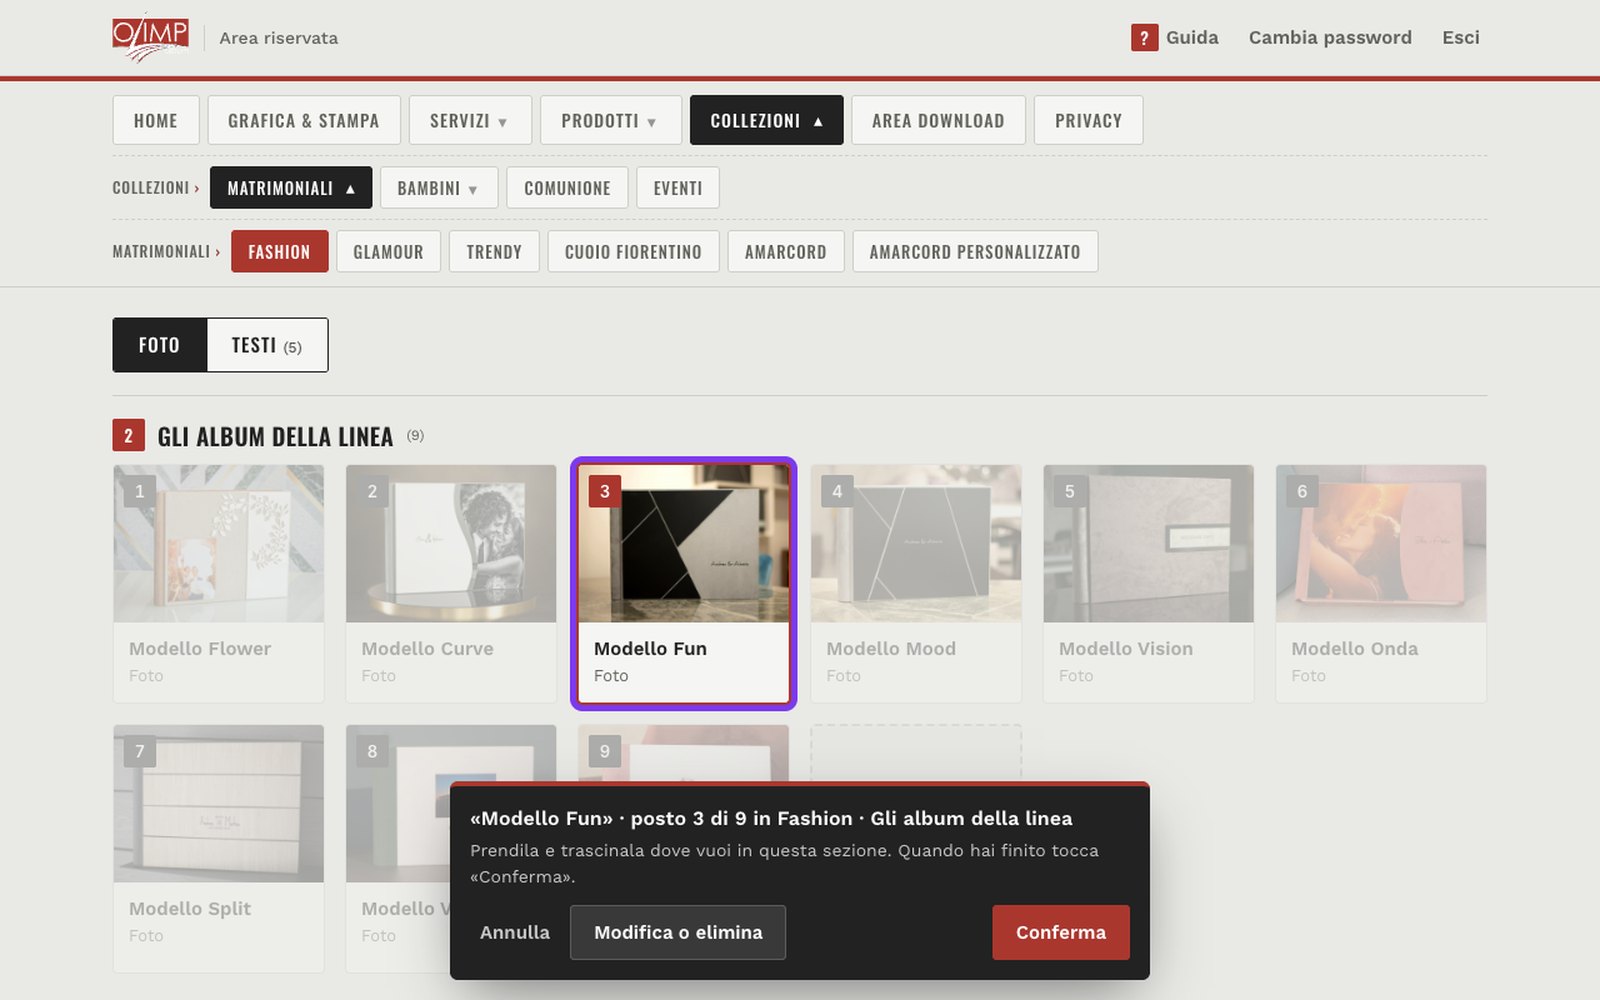 OLIMP
Area riservata
? Guida
Cambia password
Esci
HOME
GRAFICA & STAMPA
SERVIZI ▼
PRODOTTI ▼
COLLEZIONI ▲
AREA DOWNLOAD
PRIVACY
COLLEZIONI ›
MATRIMONIALI ▲
BAMBINI ▼
COMUNIONE
EVENTI
MATRIMONIALI ›
FASHION
GLAMOUR
TRENDY
CUOIO FIORENTINO
AMARCORD
AMARCORD PERSONALIZZATO
FOTO
TESTI (5)
2 GLI ALBUM DELLA LINEA (9)
1
Modello Flower
Foto
2
Modello Curve
Foto
3
Modello Fun
Foto
4
Modello Mood
Foto
5
Modello Vision
Foto
6
Modello Onda
Foto
7
Modello Split
Foto
8
Modello
Foto
9
«Modello Fun» · posto 3 di 9 in Fashion · Gli album della linea
Prendila e trascinala dove vuoi in questa sezione. Quando hai finito tocca
«Conferma».
Annulla
Modifica o elimina
Conferma